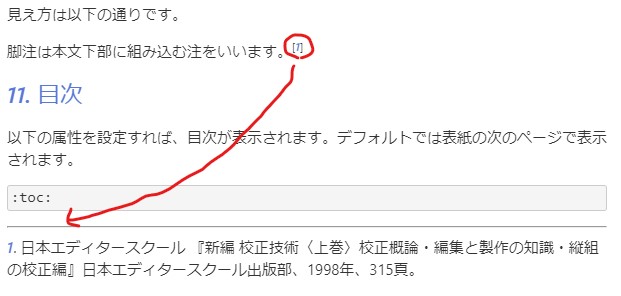 見え方は以下の通りです。
脚注は本文下部に組み込む注をいいます。[1]
11. 目次
以下の属性を設定すれば、目次が表示されます。デフォルトでは表紙の次のページで表示
されます。
:toc:
1. 日本エディタースクール 『新編 校正技術〈上巻〉校正概論・編集と製作の知識・縦組
の校正編』日本エディタースクール出版部、1998年、315頁。